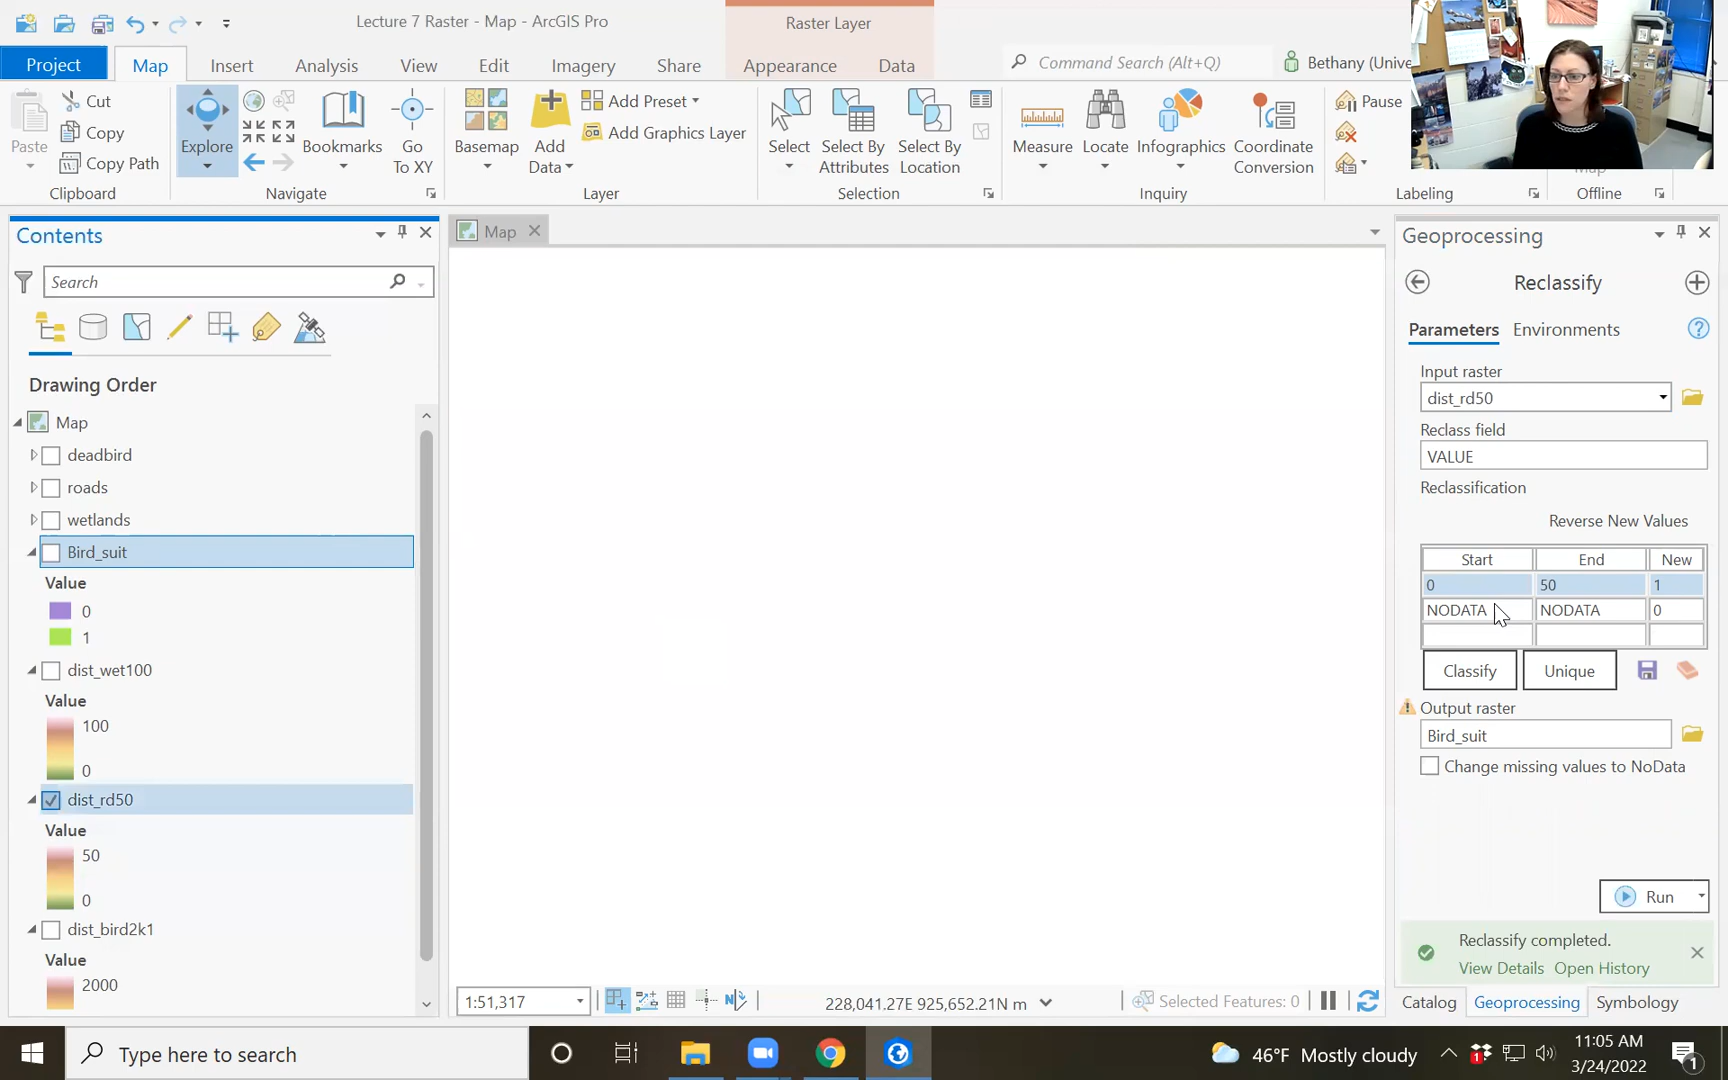 Lecture 7 Raster - Map - ArcGIS Pro
Raster Layer
Project
Map
Insert
Analysis
View
Edit
Imagery
Share
Appearance
Data
Command Search (Alt+Q)
Bethany (Unive
Paste
Cut
Copy
Copy Path
Clipboard
Explore
Bookmarks
Go To XY
Navigate
Basemap
Add Data
Add Preset
Add Graphics Layer
Layer
Select
Select By Attributes
Select By Location
Selection
Measure
Locate
Infographics
Coordinate Conversion
Inquiry
Pause
Labeling
Map
Offline
Contents
Search
Drawing Order
Map
deadbird
roads
wetlands
Bird_suit
Value
0
1
dist_wet100
Value
100
0
dist_rd50
Value
50
0
dist_bird2k1
Value
2000
Map
1:51,317
228,041.27E 925,652.21N m
Selected Features: 0
Geoprocessing
Reclassify
Parameters
Environments
Input raster
dist_rd50
Reclass field
VALUE
Reclassification
Reverse New Values
Start End New
0 50 1
NODATA NODATA 0
Classify
Unique
Output raster
Bird_suit
Change missing values to NoData
Run
Reclassify completed.
View Details Open History
Catalog
Geoprocessing
Symbology
Type here to search
46°F Mostly cloudy
11:05 AM
3/24/2022
1
1